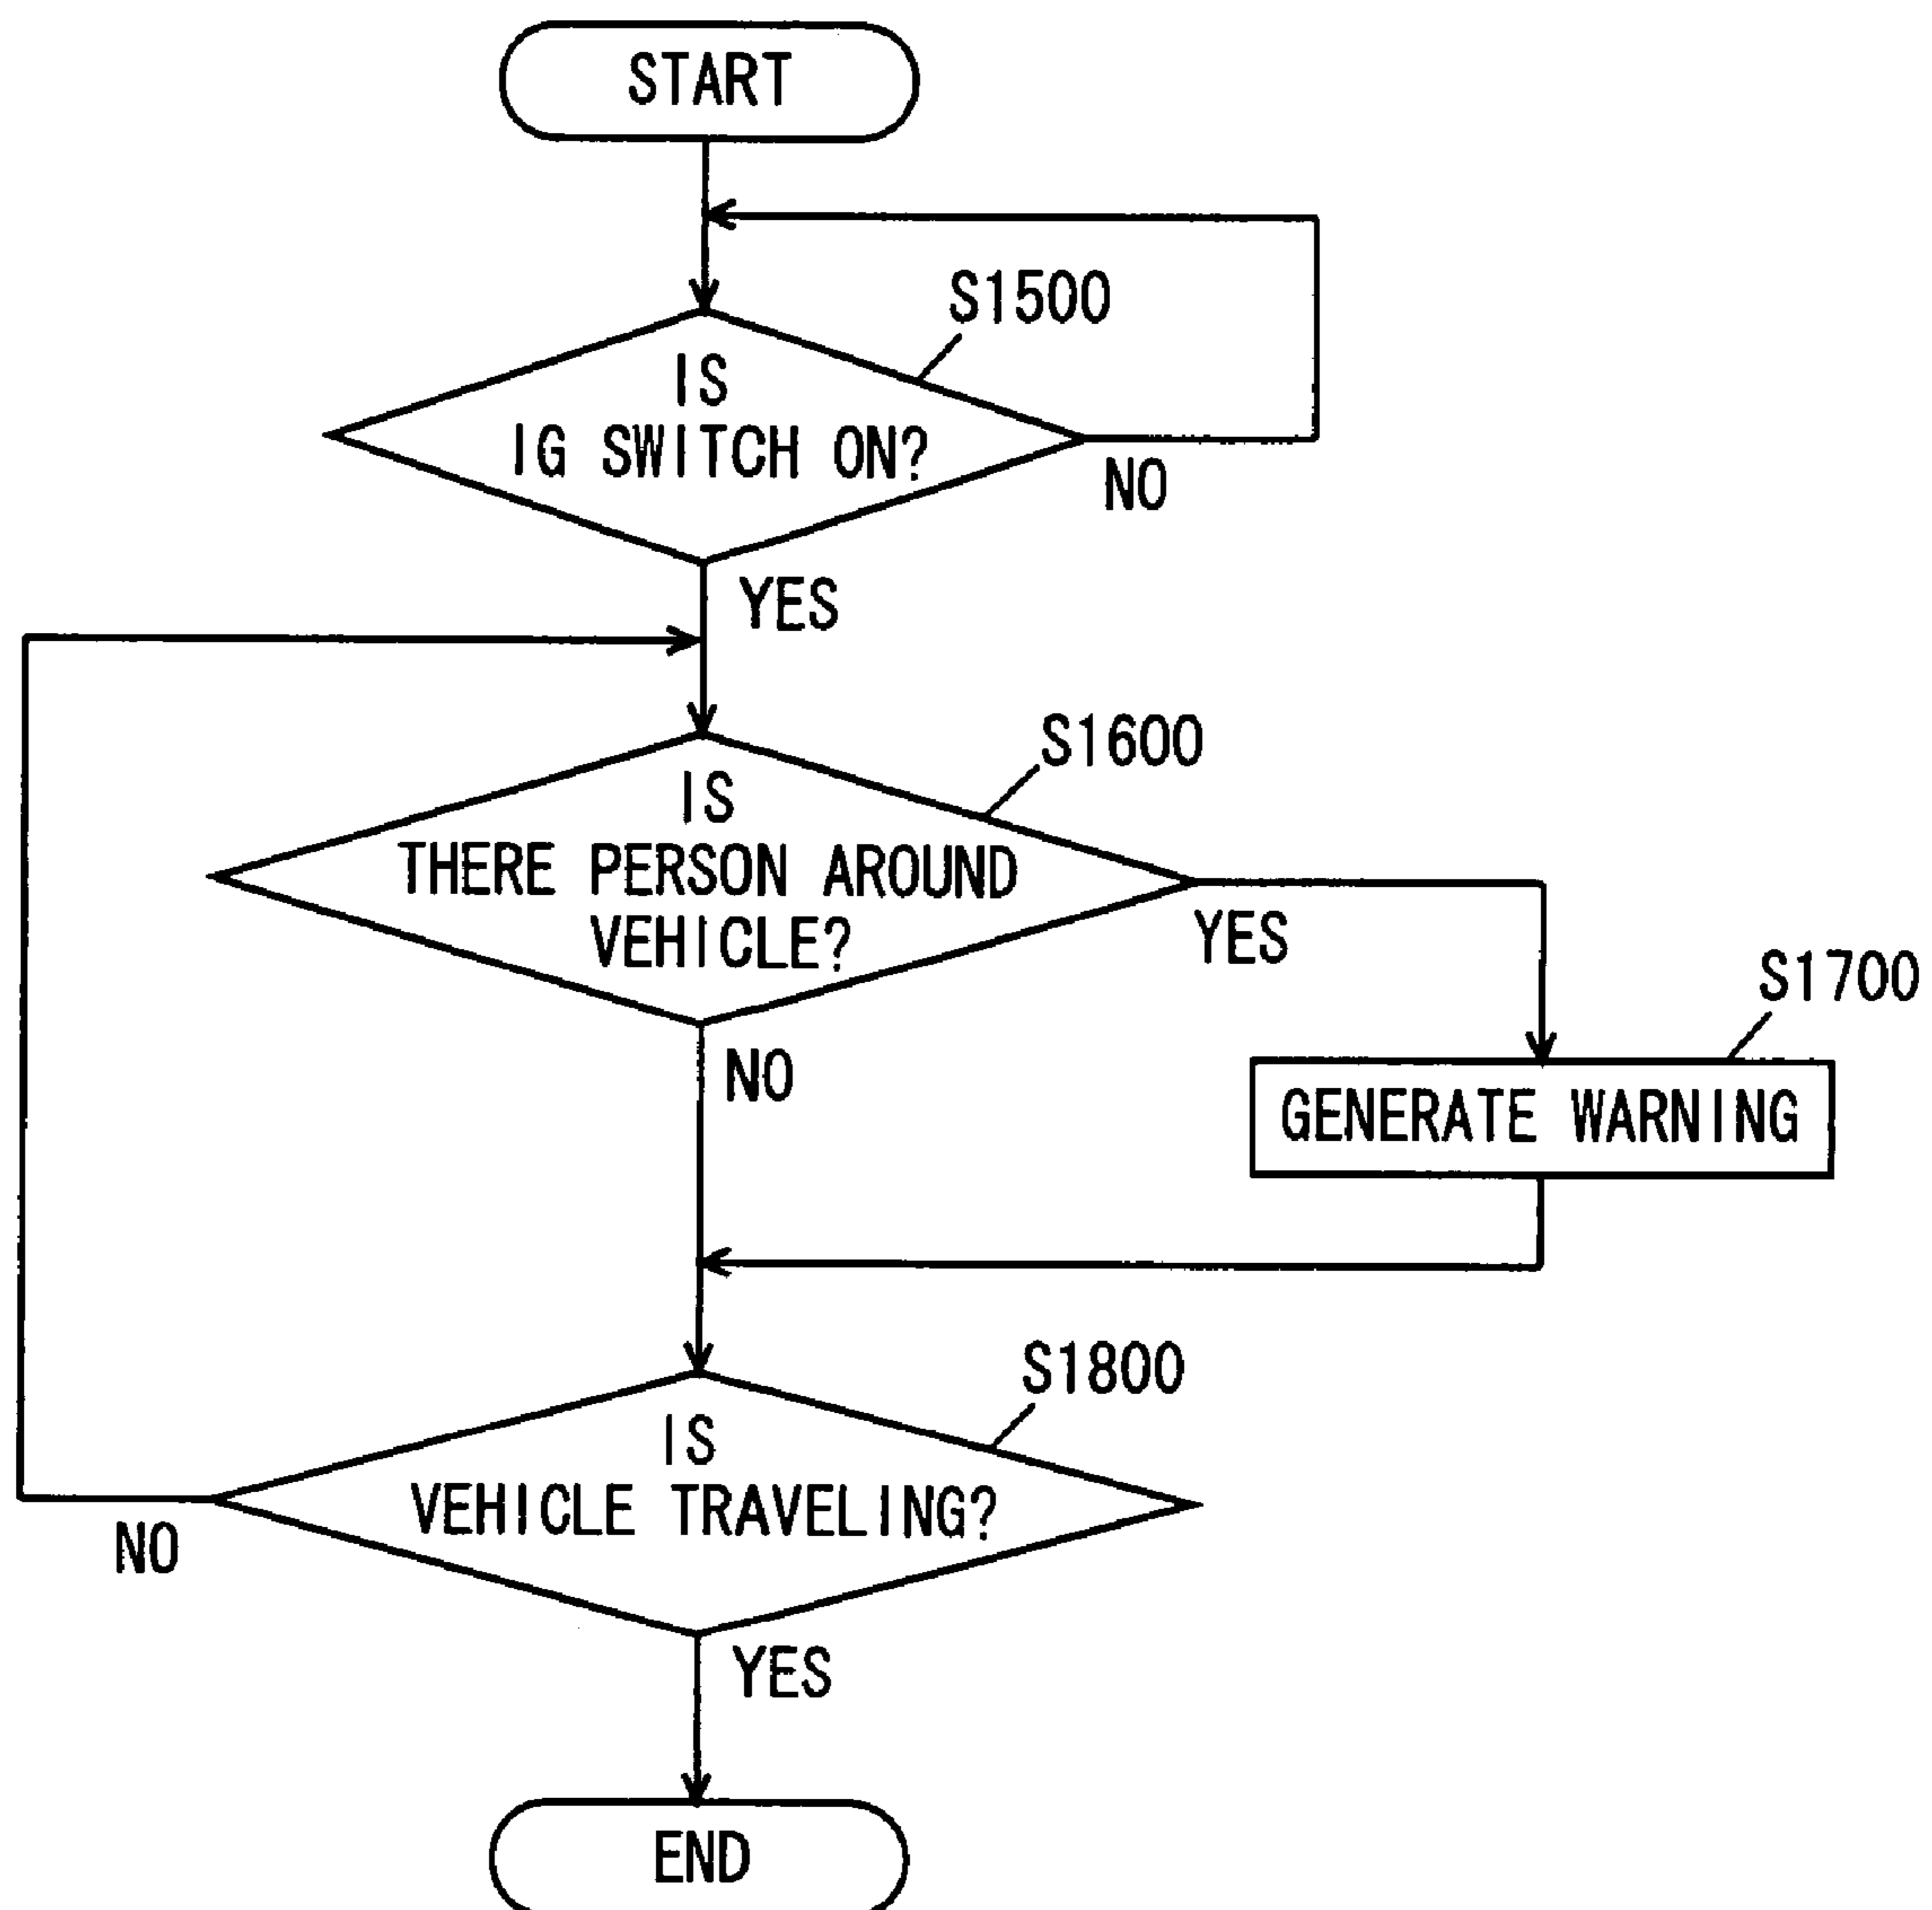 START
S1500
IS
IG SWITCH ON?
NO
YES
S1600
IS
THERE PERSON AROUND
VEHICLE?
YES
S1700
NO
GENERATE WARNING
S1800
IS
VEHICLE TRAVELING?
NO
YES
END